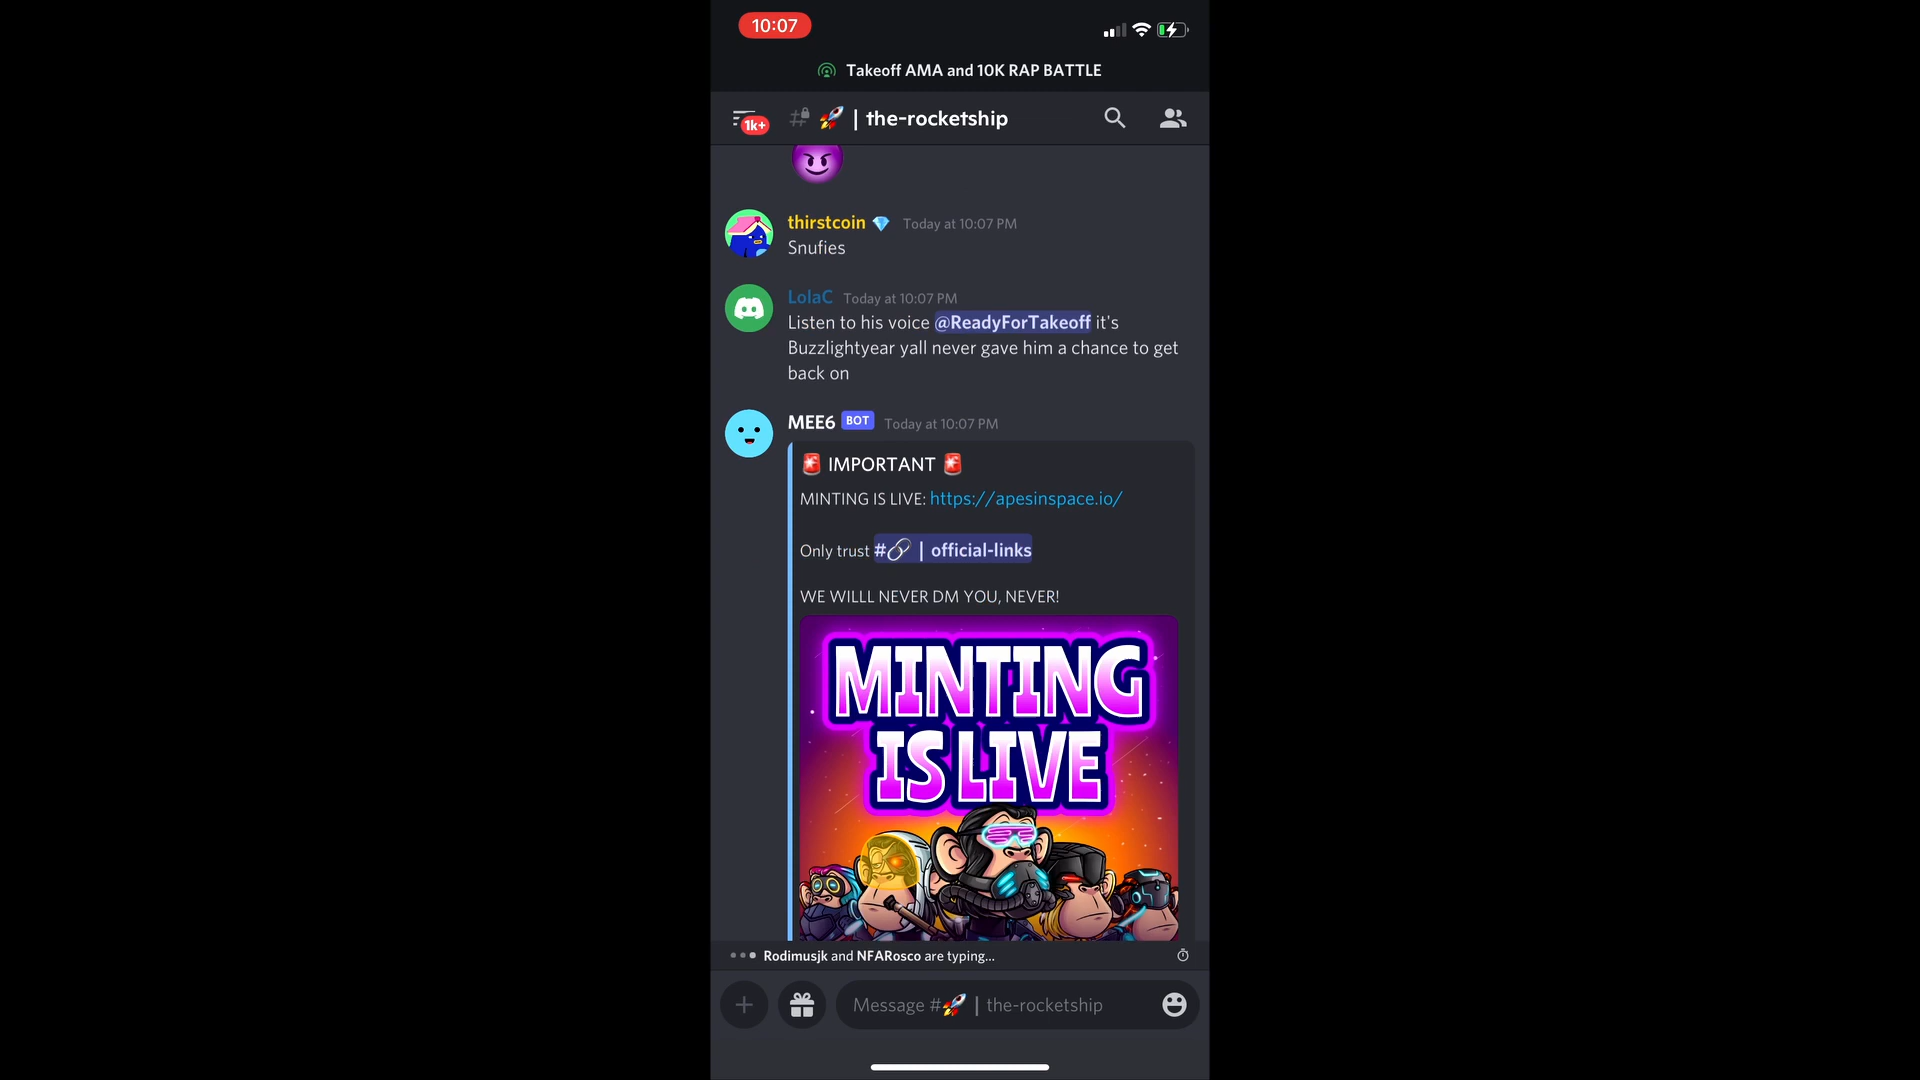 10:07
Takeoff AMA and 10K RAP BATTLE
1k+
# 🚀 | the-rocketship
thirstcoin 💎 Today at 10:07 PM
Snufies
LolaC Today at 10:07 PM
Listen to his voice @ReadyForTakeoff it's
Buzzlightyear yall never gave him a chance to get
back on
MEE6 BOT Today at 10:07 PM
🚨 IMPORTANT 🚨
MINTING IS LIVE: https://apesinspace.io/
Only trust #🔗 | official-links
WE WILLL NEVER DM YOU, NEVER!
MINTING
IS LIVE
Rodimusjk and NFARosco are typing...
Message #🚀 | the-rocketship